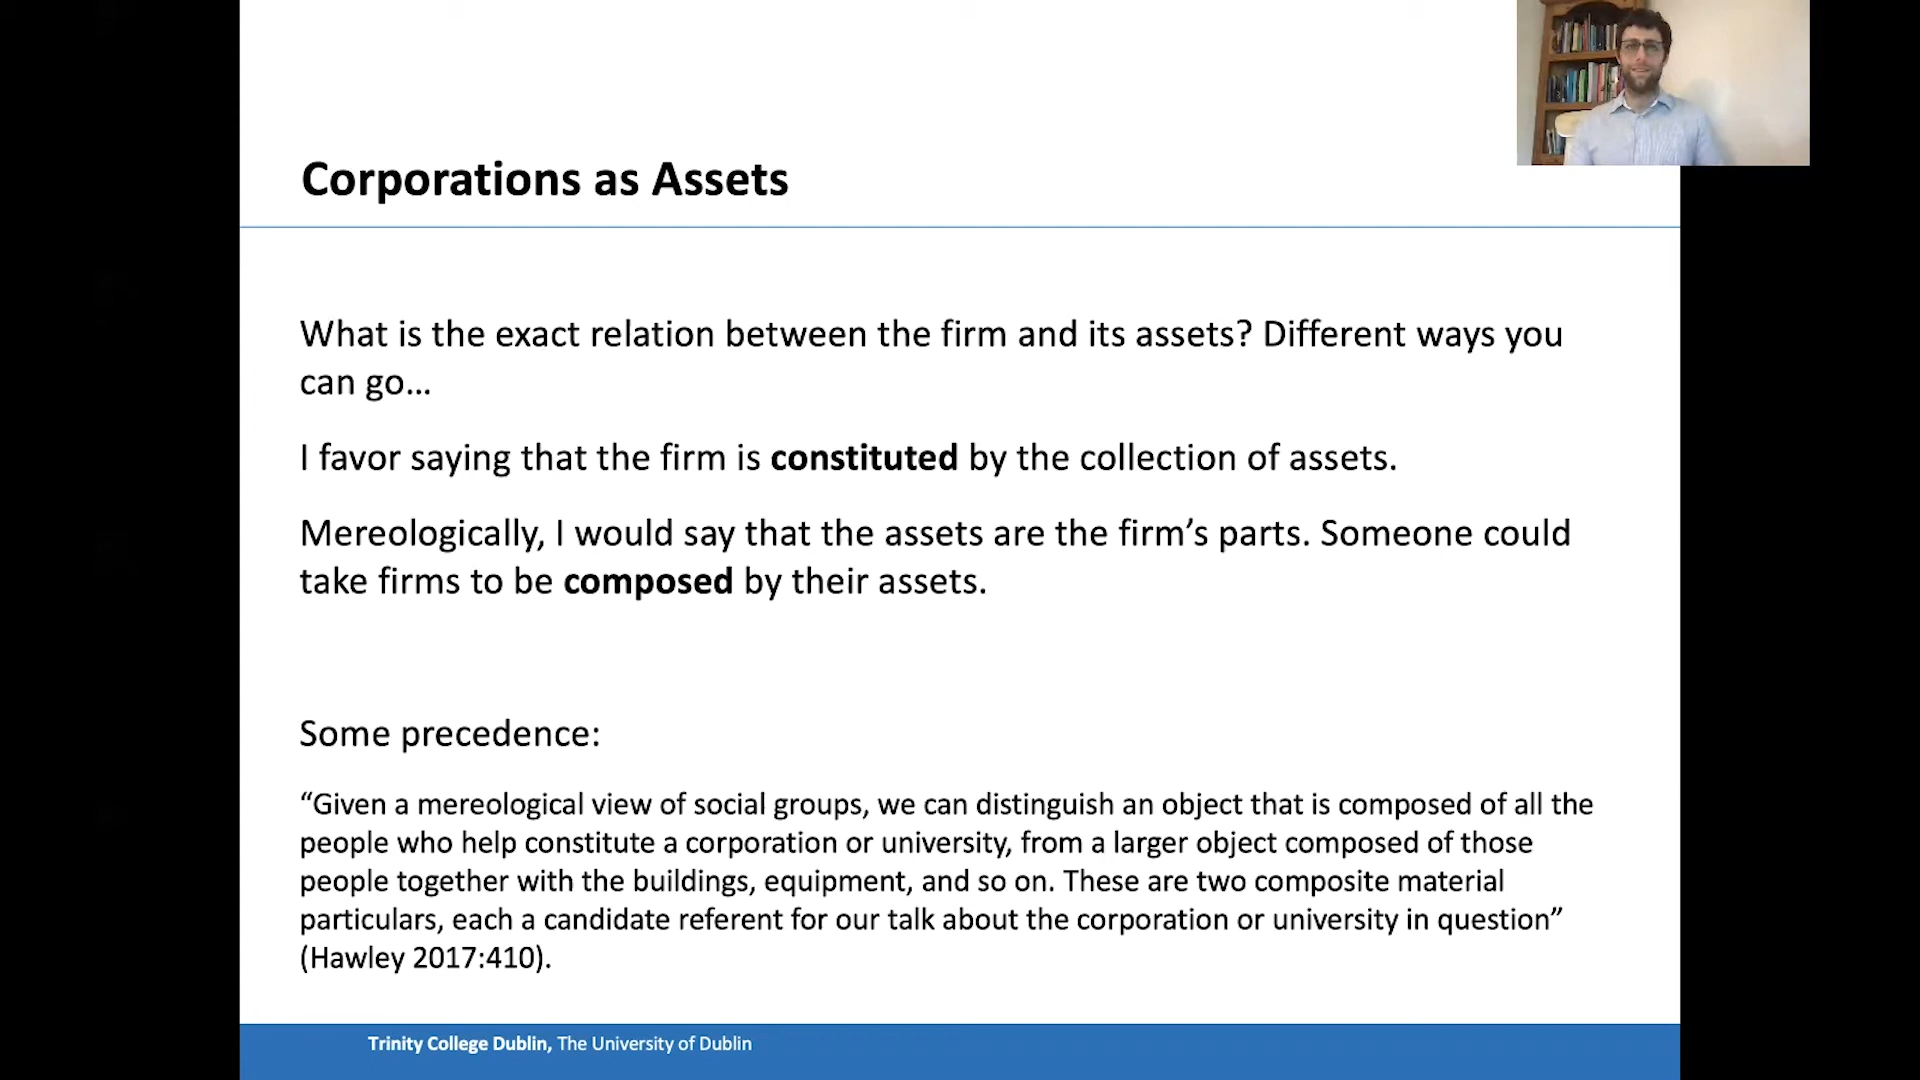 Corporations as Assets
What is the exact relation between the firm and its assets? Different ways you
can go...
I favor saying that the firm is constituted by the collection of assets.
Mereologically, I would say that the assets are the firm’s parts. Someone could
take firms to be composed by their assets.
Some precedence:
“Given a mereological view of social groups, we can distinguish an object that is composed of all the
people who help constitute a corporation or university, from a larger object composed of those
people together with the buildings, equipment, and so on. These are two composite material
particulars, each a candidate referent for our talk about the corporation or university in question”
(Hawley 2017:410).
Trinity College Dublin, The University of Dublin